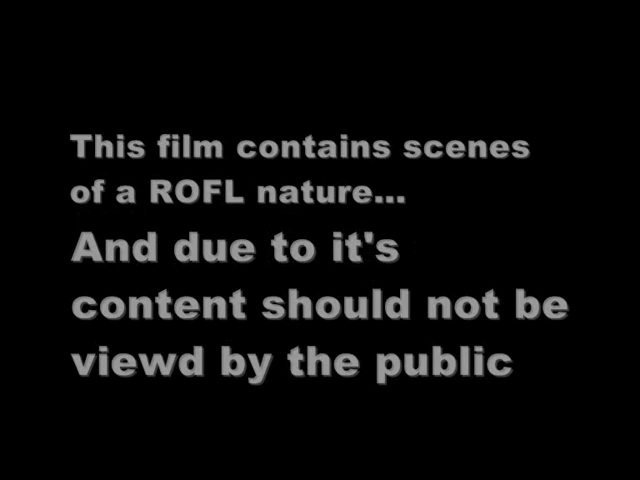 This film contains scenes
of a ROFL nature...
And due to it's
content should not be
viewd by the public